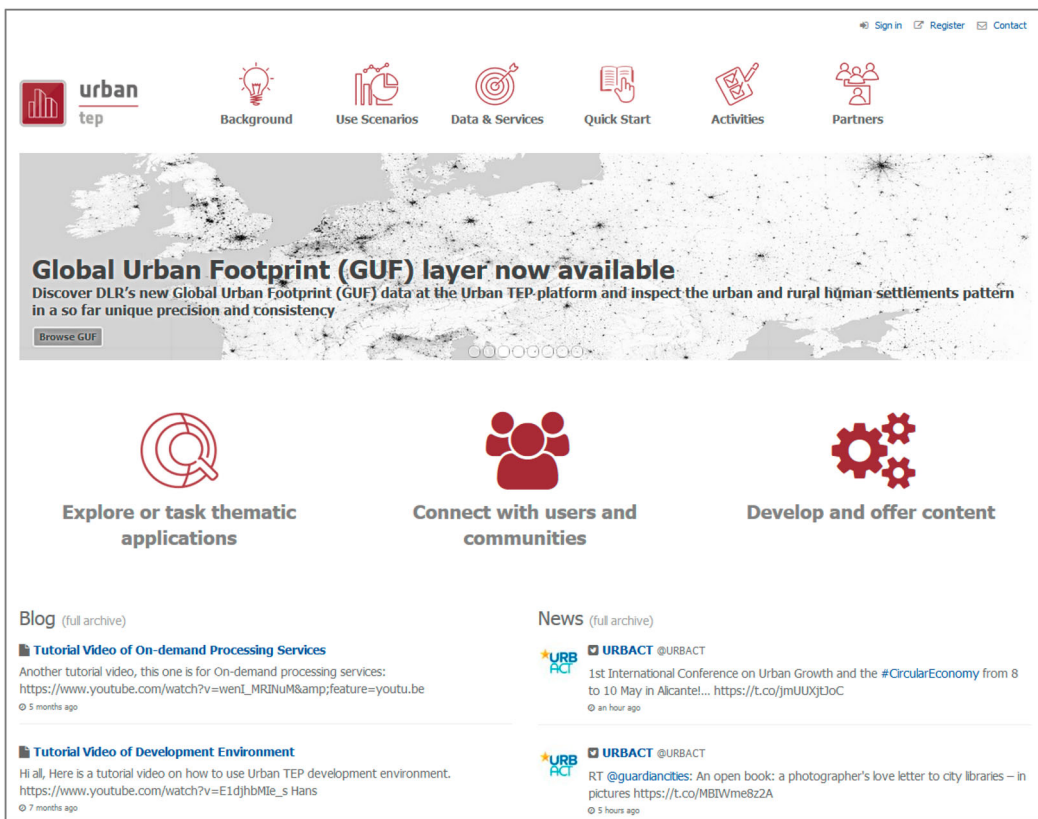 Sign in Register Contact
urban
tep
Background Use Scenarios Data & Services Quick Start Activities Partners
Global Urban Footprint (GUF) layer now available
Discover DLR's new Global Urban Footprint (GUF) data at the Urban TEP platform and inspect the urban and rural human settlements pattern
in a so far unique precision and consistency
Browse GUF
Explore or task thematic
applications
Connect with users and
communities
Develop and offer content
Blog (full archive)
Tutorial Video of On-demand Processing Services
Another tutorial video, this one is for On-demand processing services:
https://www.youtube.com/watch?v=wenI_MRINuM&amp;feature=youtu.be
5 months ago
Tutorial Video of Development Environment
Hi all, Here is a tutorial video on how to use Urban TEP development environment.
https://www.youtube.com/watch?v=E1djhbMIe_s Hans
7 months ago
News (full archive)
URB
ACT
URBACT @URBACT
1st International Conference on Urban Growth and the #CircularEconomy from 8
to 10 May in Alicante!... https://t.co/jmUUXjtJoC
an hour ago
URB
ACT
URBACT @URBACT
RT @guardiancities: An open book: a photographer's love letter to city libraries – in
pictures https://t.co/MBIWme8z2A
5 hours ago